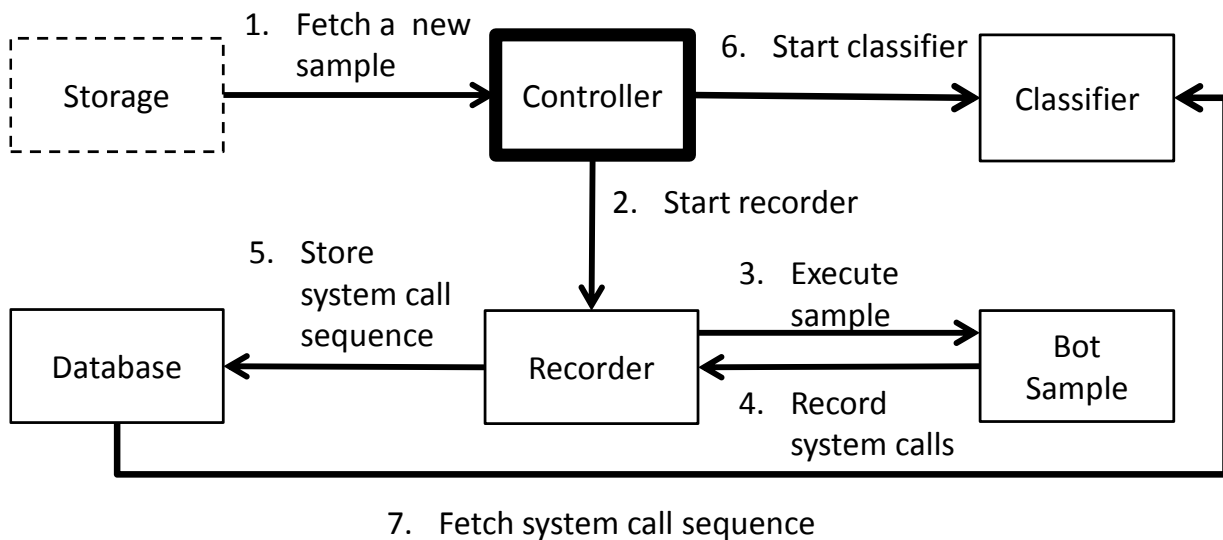 1. Fetch a new
sample
Storage
Controller
6. Start classifier
Classifier
2. Start recorder
5. Store
system call
sequence
3. Execute
sample
Database
Recorder
Bot
Sample
4. Record
system calls
7. Fetch system call sequence